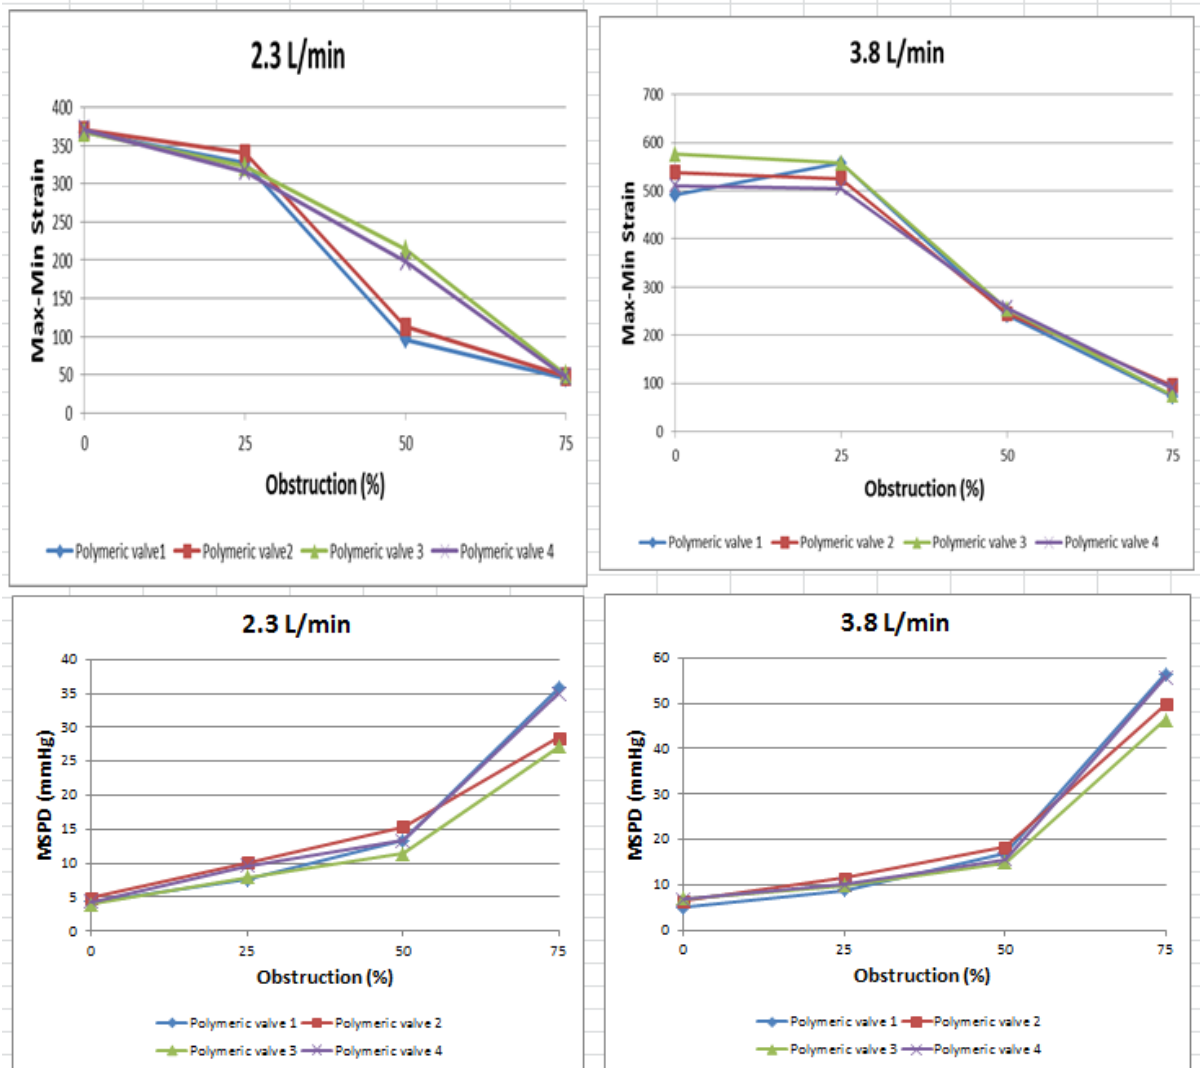 2.3 L/min
Max-Min Strain
400
350
300
250
200
150
100
50
0
0 25 50 75
Obstruction (%)
Polymeric valve1 Polymeric valve2 Polymeric valve 3 Polymeric valve 4
3.8 L/min
Max-Min Strain
700
600
500
400
300
200
100
0
0 25 50 75
Obstruction (%)
Polymeric valve 1 Polymeric valve 2 Polymeric valve 3 Polymeric valve 4
2.3 L/min
MSPD (mmHg)
40
35
30
25
20
15
10
5
0
0 25 50 75
Obstruction (%)
Polymeric valve 1 Polymeric valve 2
Polymeric valve 3 Polymeric valve 4
3.8 L/min
MSPD (mmHg)
60
50
40
30
20
10
0
0 25 50 75
Obstruction (%)
Polymeric valve 1 Polymeric valve 2
Polymeric valve 3 Polymeric valve 4